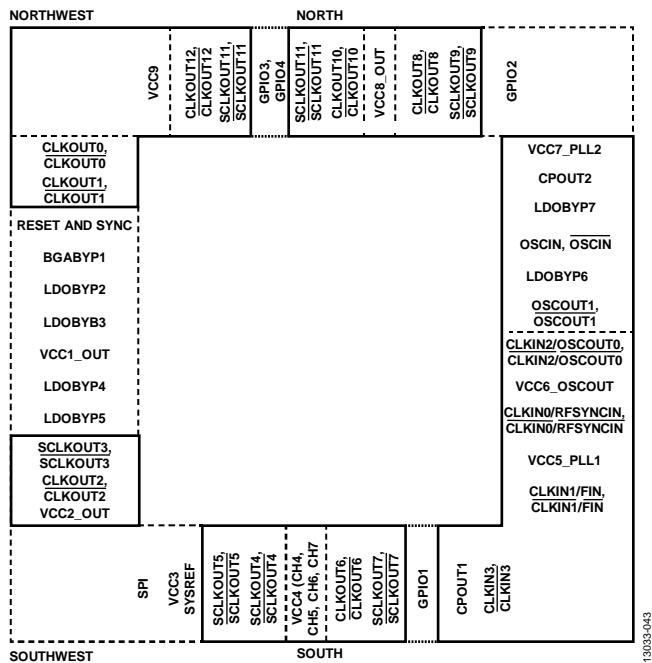 NORTHWEST
NORTH
VCC9
CLKOUT12,
CLKOUT12
SCLKOUT11,
SCLKOUT11
GPIO3,
GPIO4
SCLKOUT11,
SCLKOUT11
CLKOUT10,
CLKOUT10
VCC8_OUT
CLKOUT8,
CLKOUT8
SCLKOUT9,
SCLKOUT9
GPIO2
CLKOUT0,
CLKOUT0
CLKOUT1,
CLKOUT1
RESET AND SYNC
BGABYP1
LDOBYP2
LDOBYB3
VCC1_OUT
LDOBYP4
LDOBYP5
SCLKOUT3,
SCLKOUT3
CLKOUT2,
CLKOUT2
VCC2_OUT
VCC7_PLL2
CPOUT2
LDOBYP7
OSCIN, OSCIN
LDOBYP6
OSCOUT1,
OSCOUT1
CLKIN2/OSCOUT0,
CLKIN2/OSCOUT0
VCC6_OSCOUT
CLKIN0/RFSYNCIN,
CLKIN0/RFSYNCIN
VCC5_PLL1
CLKIN1/FIN,
CLKIN1/FIN
SPI
VCC3
SYSREF
SCLKOUT5,
SCLKOUT5
SCLKOUT4,
SCLKOUT4
VCC4 (CH4,
CH5, CH6, CH7
CLKOUT6,
CLKOUT6
SCLKOUT7,
SCLKOUT7
GPIO1
CPOUT1
CLKIN3,
CLKIN3
SOUTHWEST
SOUTH
13033-043